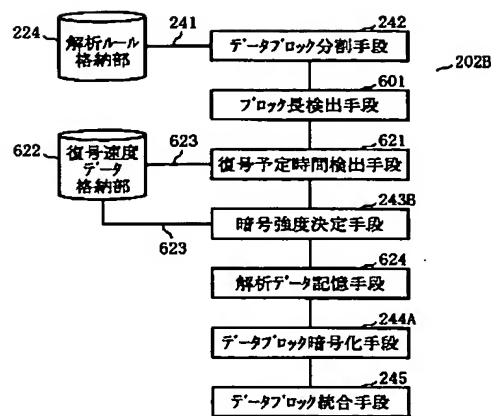 224
解析ルール
格納部
241
242
データブロック分割手段
202B
601
ブロック長検出手段
622
復号速度
データ
格納部
623
621
復号予定時間検出手段
623
243B
暗号強度決定手段
624
解析データ記憶手段
244A
データブロック暗号化手段
245
データブロック統合手段